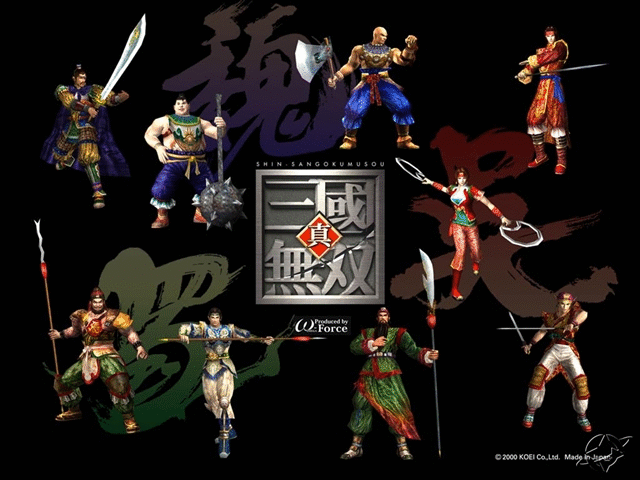 魏
呉
SHIN-SANGOKUMUSOU
三國
真
無双
蜀
Produced by
ω-Force
© 2000 KOEI Co.,Ltd. Made In Japan